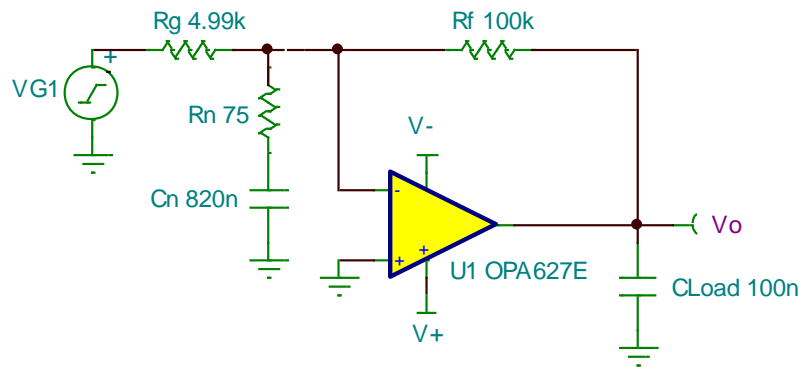 Rg 4.99k
Rf 100k
+
VG1
Rn 75
V-
Cn 820n
-
+
+
Vo
U1 OPA627E
CLoad 100n
V+